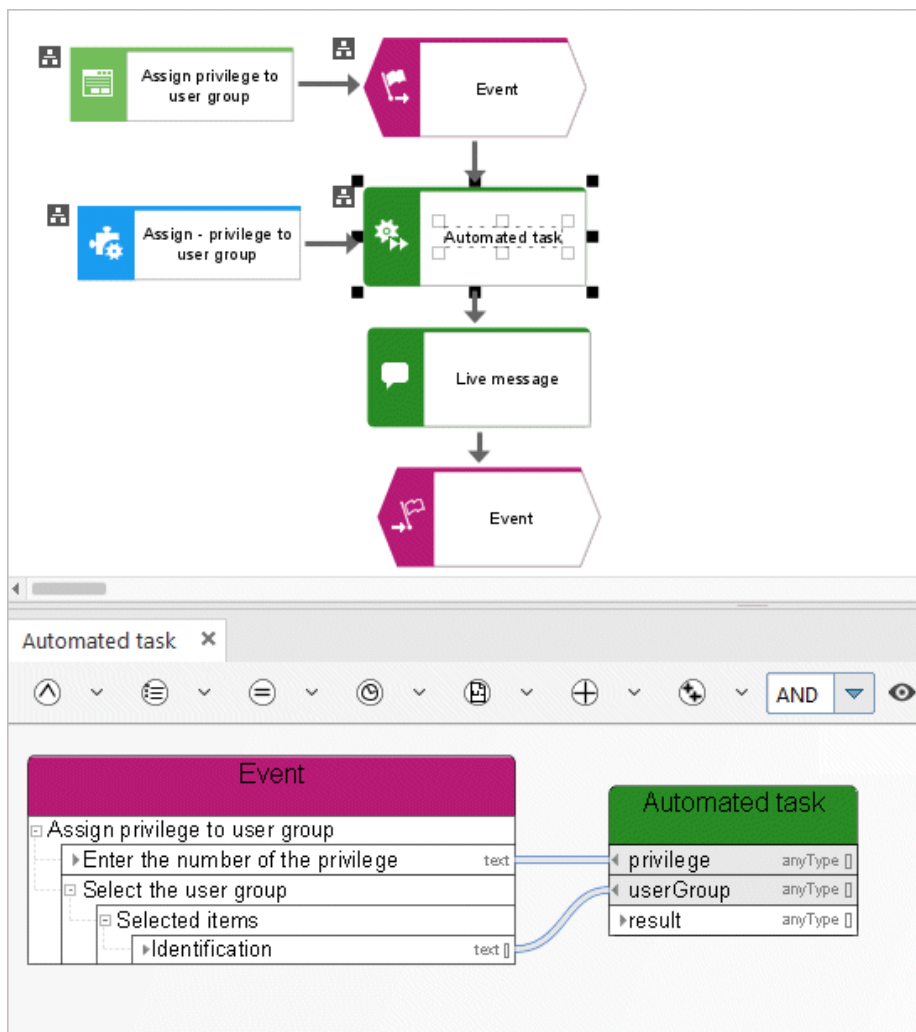 Assign privilege to
user group
Event
Assign - privilege to
user group
Automated task
Live message
Event
Automated task
AND
Event
Automated task
Assign privilege to user group
Enter the number of the privilege text
privilege anyType []
Select the user group
userGroup anyType []
Selected items
result anyType []
Identification text []